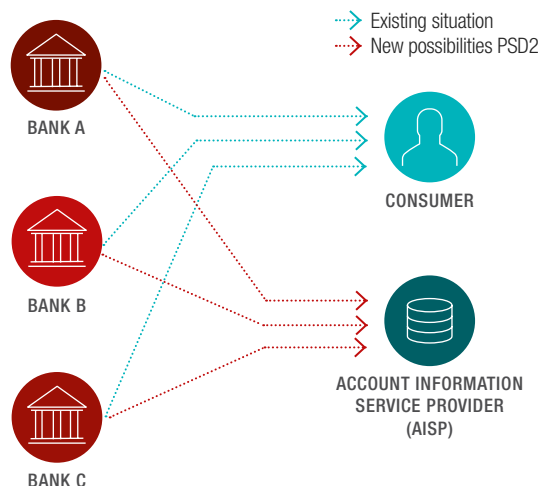 Existing situation
New possibilities PSD2
BANK A
CONSUMER
BANK B
ACCOUNT INFORMATION
SERVICE PROVIDER
(AISP)
BANK C